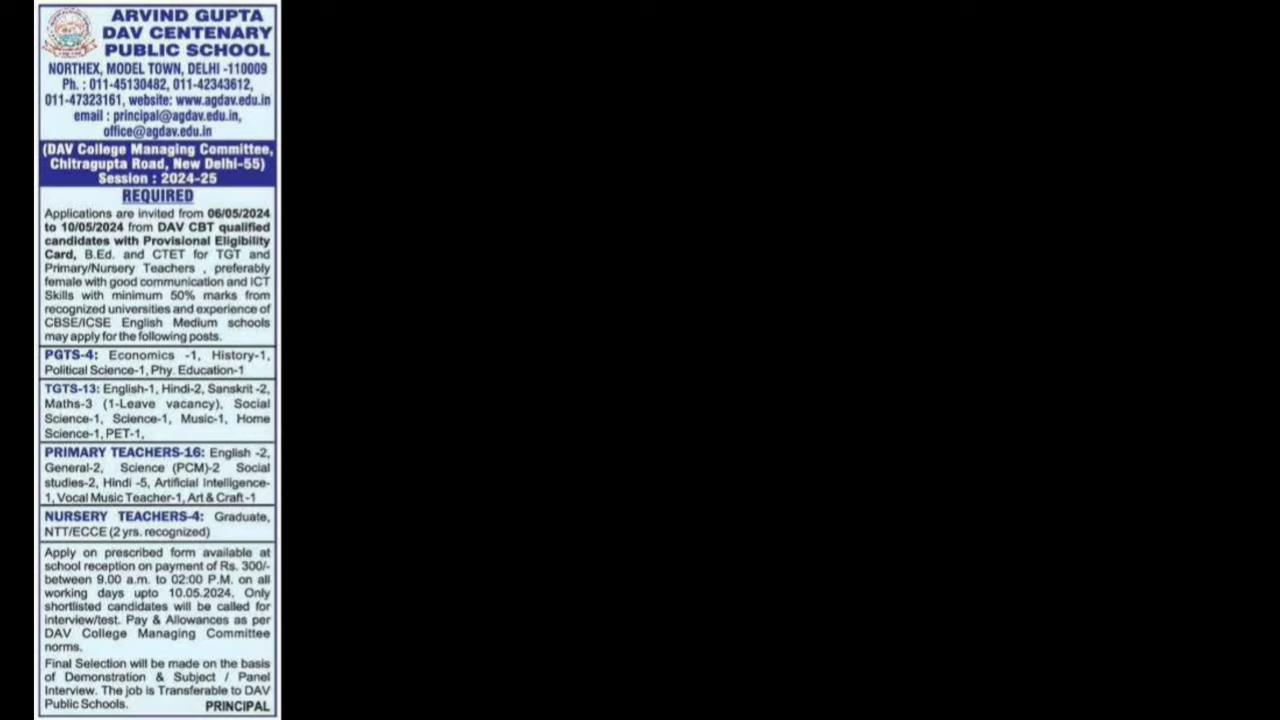 ARVIND GUPTA
DAV CENTENARY
PUBLIC SCHOOL
NORTHEX, MODEL TOWN, DELHI -110009
Ph. : 011-45130482, 011-42343612,
011-47323161, website: www.agdav.edu.in
email : principal@agdav.edu.in,
office@agdav.edu.in
(DAV College Managing Committee,
Chitragupta Road, New Delhi-55)
Session : 2024-25
REQUIRED
Applications are invited from 06/05/2024
to 10/05/2024 from DAV CBT qualified
candidates with Provisional Eligibility
Card, B.Ed. and CTET for TGT and
Primary/Nursery Teachers , preferably
female with good communication and ICT
Skills with minimum 50% marks from
recognized universities and experience of
CBSE/ICSE English Medium schools
may apply for the following posts.
PGTS-4: Economics -1, History-1,
Political Science-1, Phy. Education-1
TGTS-13: English-1, Hindi-2, Sanskrit -2,
Maths-3 (1-Leave vacancy), Social
Science-1, Science-1, Music-1, Home
Science-1, PET-1,
PRIMARY TEACHERS-16: English -2,
General-2, Science (PCM)-2 Social
studies-2, Hindi -5, Artificial Intelligence-
1, Vocal Music Teacher-1, Art & Craft -1
NURSERY TEACHERS-4: Graduate,
NTT/ECCE (2 yrs. recognized)
Apply on prescribed form available at
school reception on payment of Rs. 300/-
between 9.00 a.m. to 02:00 P.M. on all
working days upto 10.05.2024. Only
shortlisted candidates will be called for
interview/test. Pay & Allowances as per
DAV College Managing Committee
norms.
Final Selection will be made on the basis
of Demonstration & Subject / Panel
Interview. The job is Transferable to DAV
Public Schools. PRINCIPAL